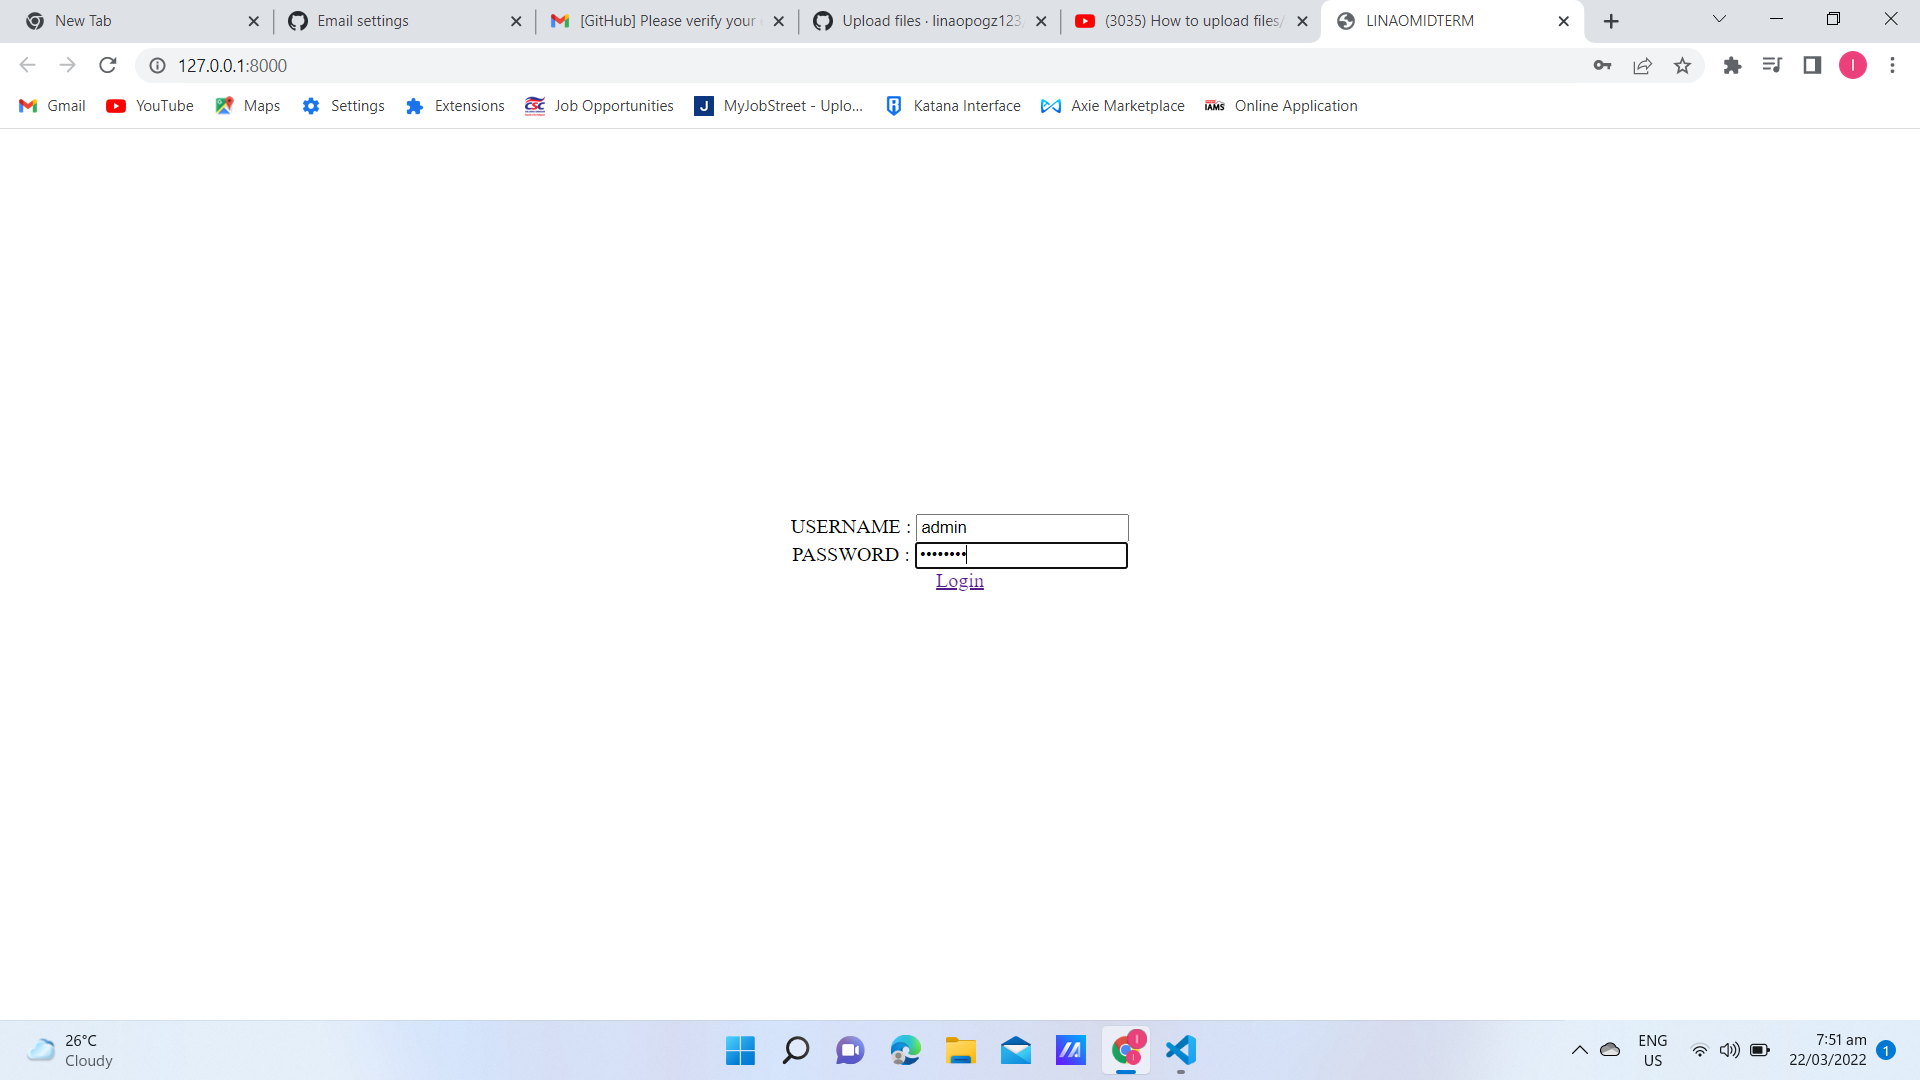 New Tab
Email settings
[GitHub] Please verify your
Upload files · linaopogz123
(3035) How to upload files/
LINAOMIDTERM
127.0.0.1:8000
I
Gmail
YouTube
Maps
Settings
Extensions
CSC
Job Opportunities
J
MyJobStreet - Uplo...
Katana Interface
Axie Marketplace
IAMS
Online Application
USERNAME : admin
PASSWORD : ••••••••
Login
26°C
Cloudy
I
I
ENG
US
7:51 am
22/03/2022
1